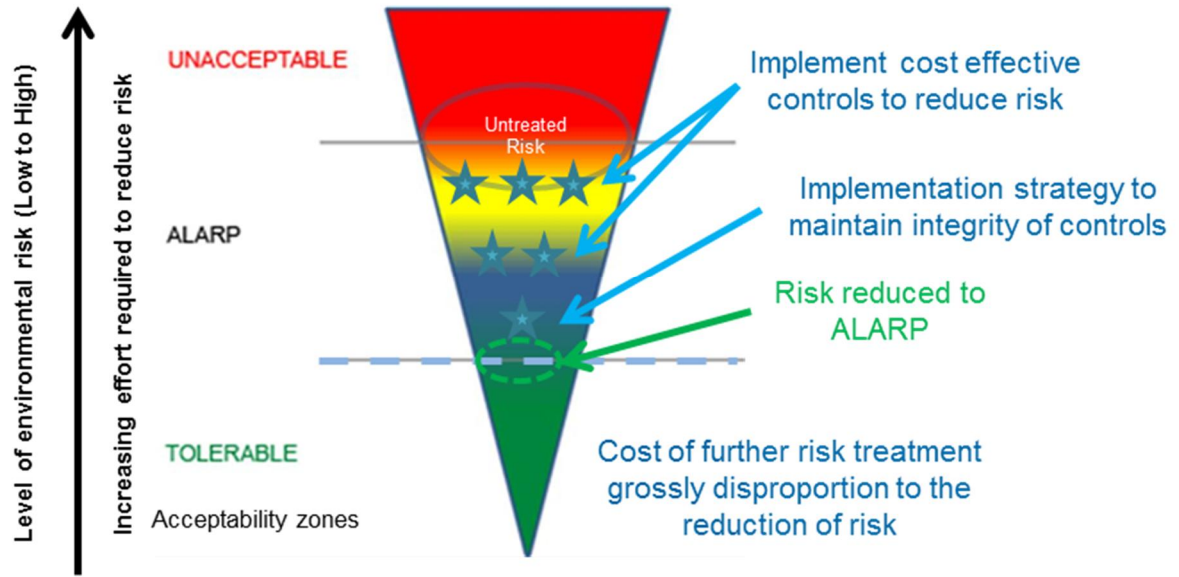 Level of environmental risk (Low to High)
Increasing effort required to reduce risk
UNACCEPTABLE
Untreated
Risk
Implement cost effective
controls to reduce risk
ALARP
Implementation strategy to
maintain integrity of controls
Risk reduced to
ALARP
TOLERABLE
Cost of further risk treatment
grossly disproportion to the
reduction of risk
Acceptability zones